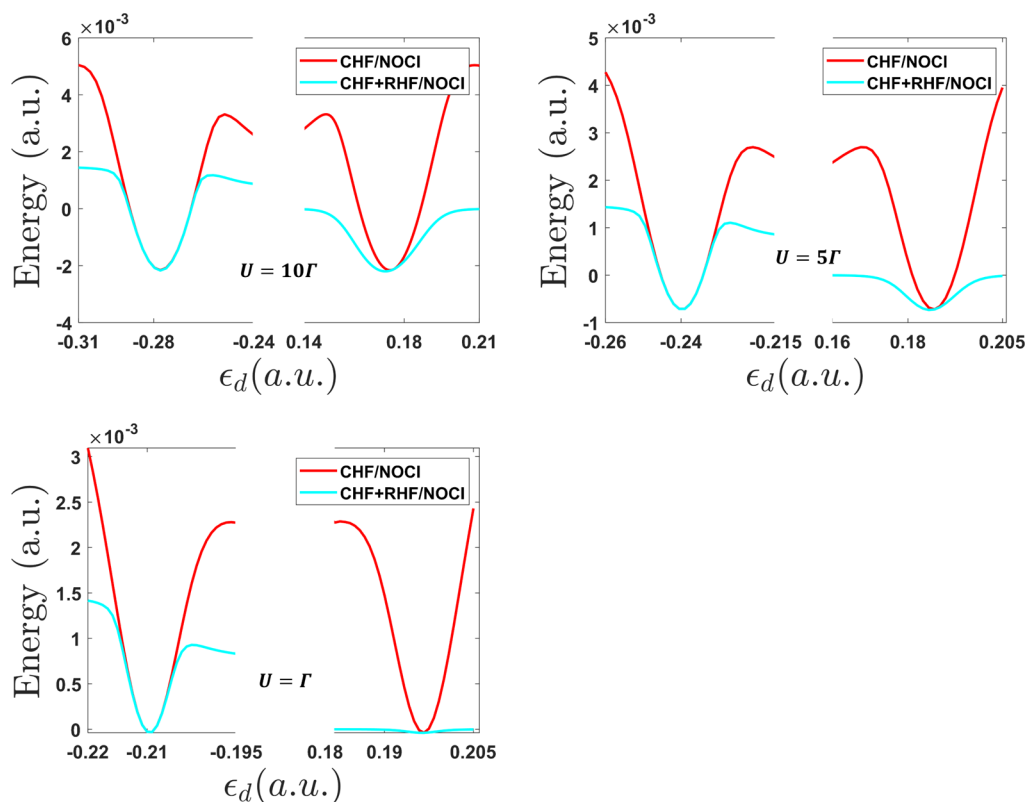 ×10⁻³
6
4
2
0
-2
-4
Energy (a.u.)
CHF/NOCI
CHF+RHF/NOCI
U = 10Γ
-0.31 -0.28 -0.24 0.14 0.18 0.21
ϵ_d(a.u.)
×10⁻³
5
4
3
2
1
0
-1
Energy (a.u.)
CHF/NOCI
CHF+RHF/NOCI
U = 5Γ
-0.26 -0.24 -0.215 0.16 0.18 0.205
ϵ_d(a.u.)
×10⁻³
3
2.5
2
1.5
1
0.5
0
Energy (a.u.)
CHF/NOCI
CHF+RHF/NOCI
U = Γ
-0.22 -0.21 -0.195 0.18 0.19 0.205
ϵ_d(a.u.)